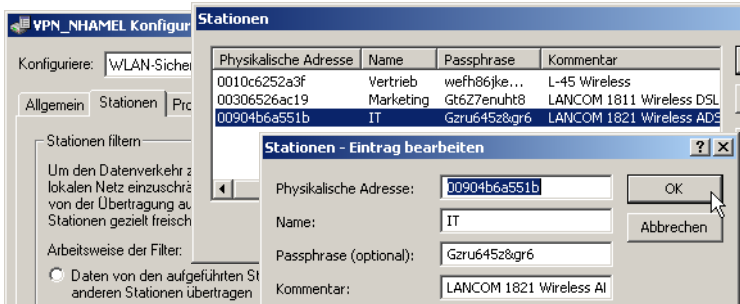 VPN_NHAMEL Konfigur
Konfiguriere: WLAN-Sicher
Allgemein Stationen Pro
Stationen filtern
Um den Datenverkehr z
lokalen Netz einzuschrä
von der Übertragung au
Stationen gezielt freisch
Arbeitsweise der Filter:
Daten von den aufgeführten St
anderen Stationen übertragen
Stationen
Physikalische Adresse Name Passphrase Kommentar
0010c6252a3f Vertrieb wefh86jke... L-45 Wireless
00306526ac19 Marketing Gt6Z7enuht8 LANCOM 1811 Wireless DSL
00904b6a551b IT Gzru645z&gr6 LANCOM 1821 Wireless ADS
Stationen - Eintrag bearbeiten
Physikalische Adresse: 00904b6a551b OK
Name: IT Abbrechen
Passphrase (optional): Gzru645z&gr6
Kommentar: LANCOM 1821 Wireless AI